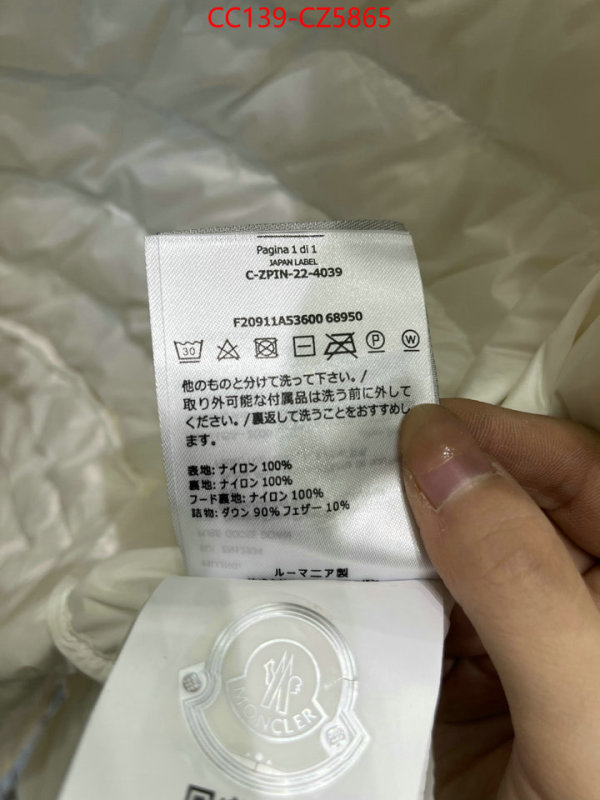 CC139-CZ5865
Pagina 1 di 1
JAPAN LABEL
C-ZPIN-22-4039
F20911A53600 68950
30
P
W
他のものと分けて洗って下さい。/
取り外可能な付属品は洗う前に外して
ください。/裏返して洗うことをおすすめし
ます。
表地: ナイロン 100%
裏地: ナイロン 100%
フード裏地: ナイロン 100%
詰物: ダウン 90% フェザー 10%
ルーマニア製
MONCLER